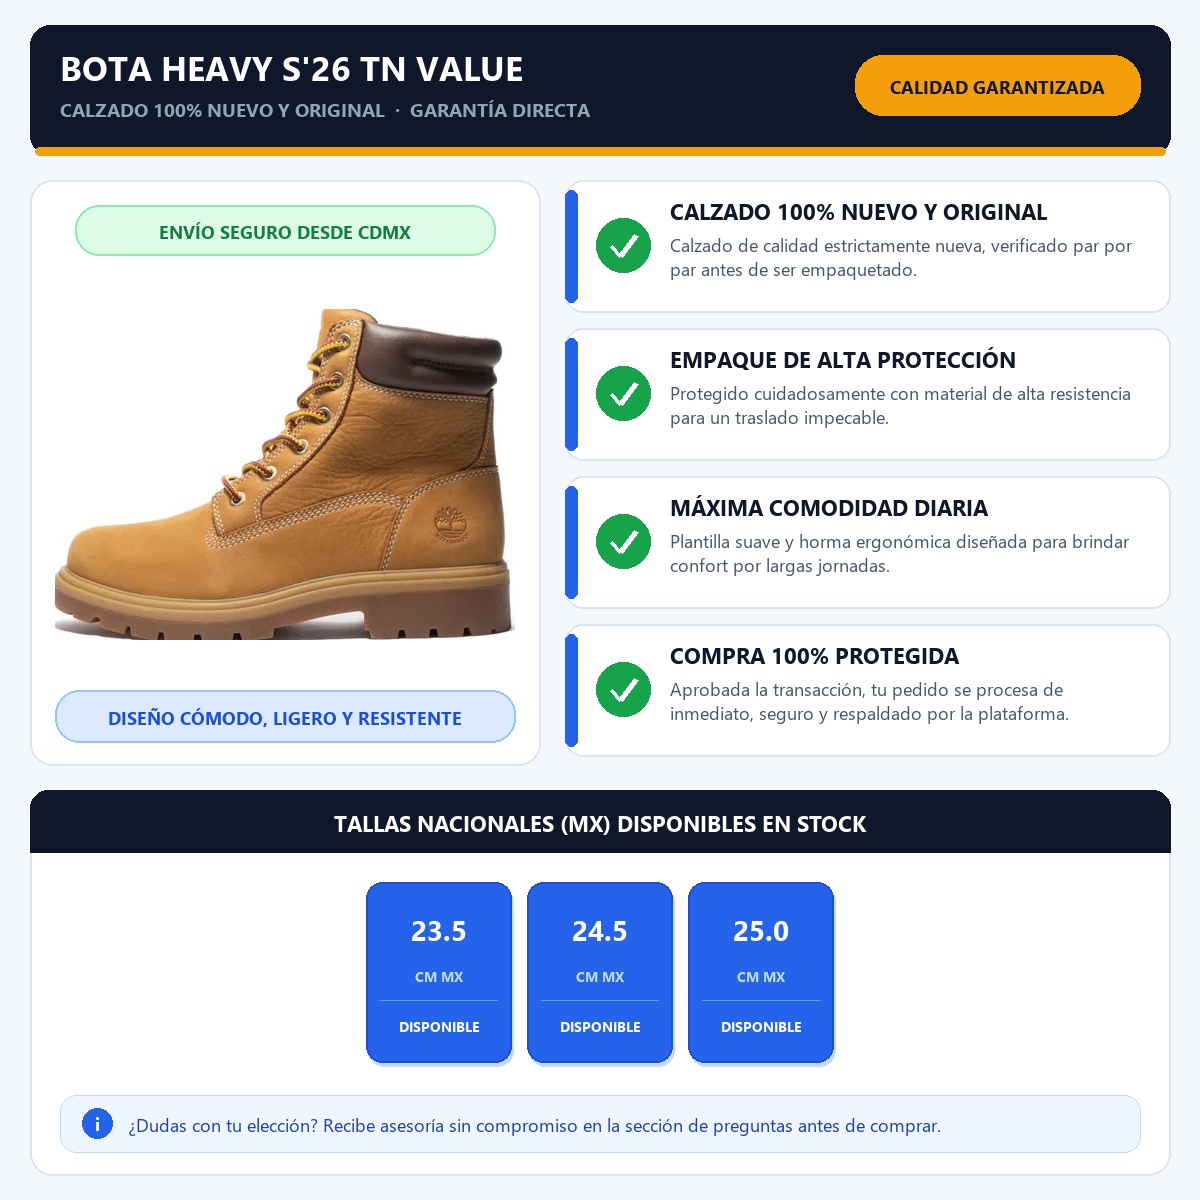 BOTA HEAVY S'26 TN VALUE
CALZADO 100% NUEVO Y ORIGINAL · GARANTÍA DIRECTA
CALIDAD GARANTIZADA
ENVÍO SEGURO DESDE CDMX
DISEÑO CÓMODO, LIGERO Y RESISTENTE
CALZADO 100% NUEVO Y ORIGINAL
Calzado de calidad estrictamente nueva, verificado par por
par antes de ser empaquetado.
EMPAQUE DE ALTA PROTECCIÓN
Protegido cuidadosamente con material de alta resistencia
para un traslado impecable.
MÁXIMA COMODIDAD DIARIA
Plantilla suave y horma ergonómica diseñada para brindar
confort por largas jornadas.
COMPRA 100% PROTEGIDA
Aprobada la transacción, tu pedido se procesa de
inmediato, seguro y respaldado por la plataforma.
TALLAS NACIONALES (MX) DISPONIBLES EN STOCK
23.5
CM MX
DISPONIBLE
24.5
CM MX
DISPONIBLE
25.0
CM MX
DISPONIBLE
¿Dudas con tu elección? Recibe asesoría sin compromiso en la sección de preguntas antes de comprar.